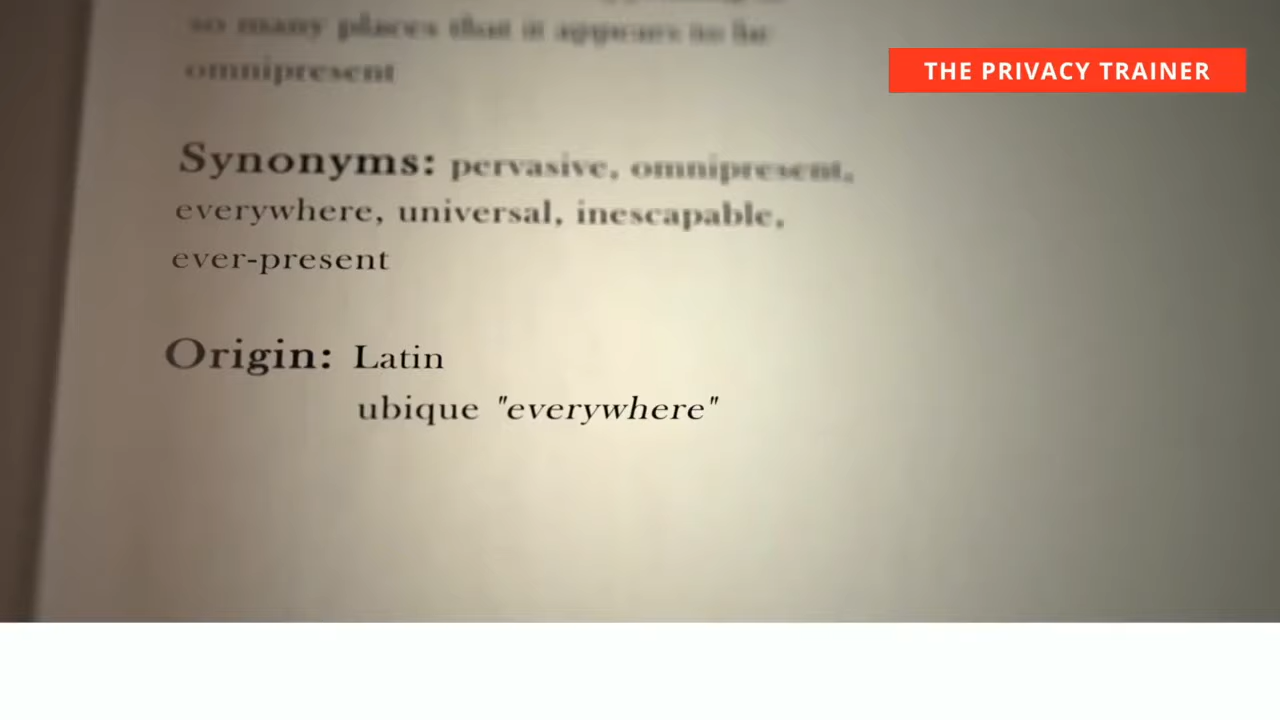 so many places that it appears to be
omnipresent
THE PRIVACY TRAINER
Synonyms: pervasive, omnipresent,
everywhere, universal, inescapable,
ever-present
Origin: Latin
ubique "everywhere"